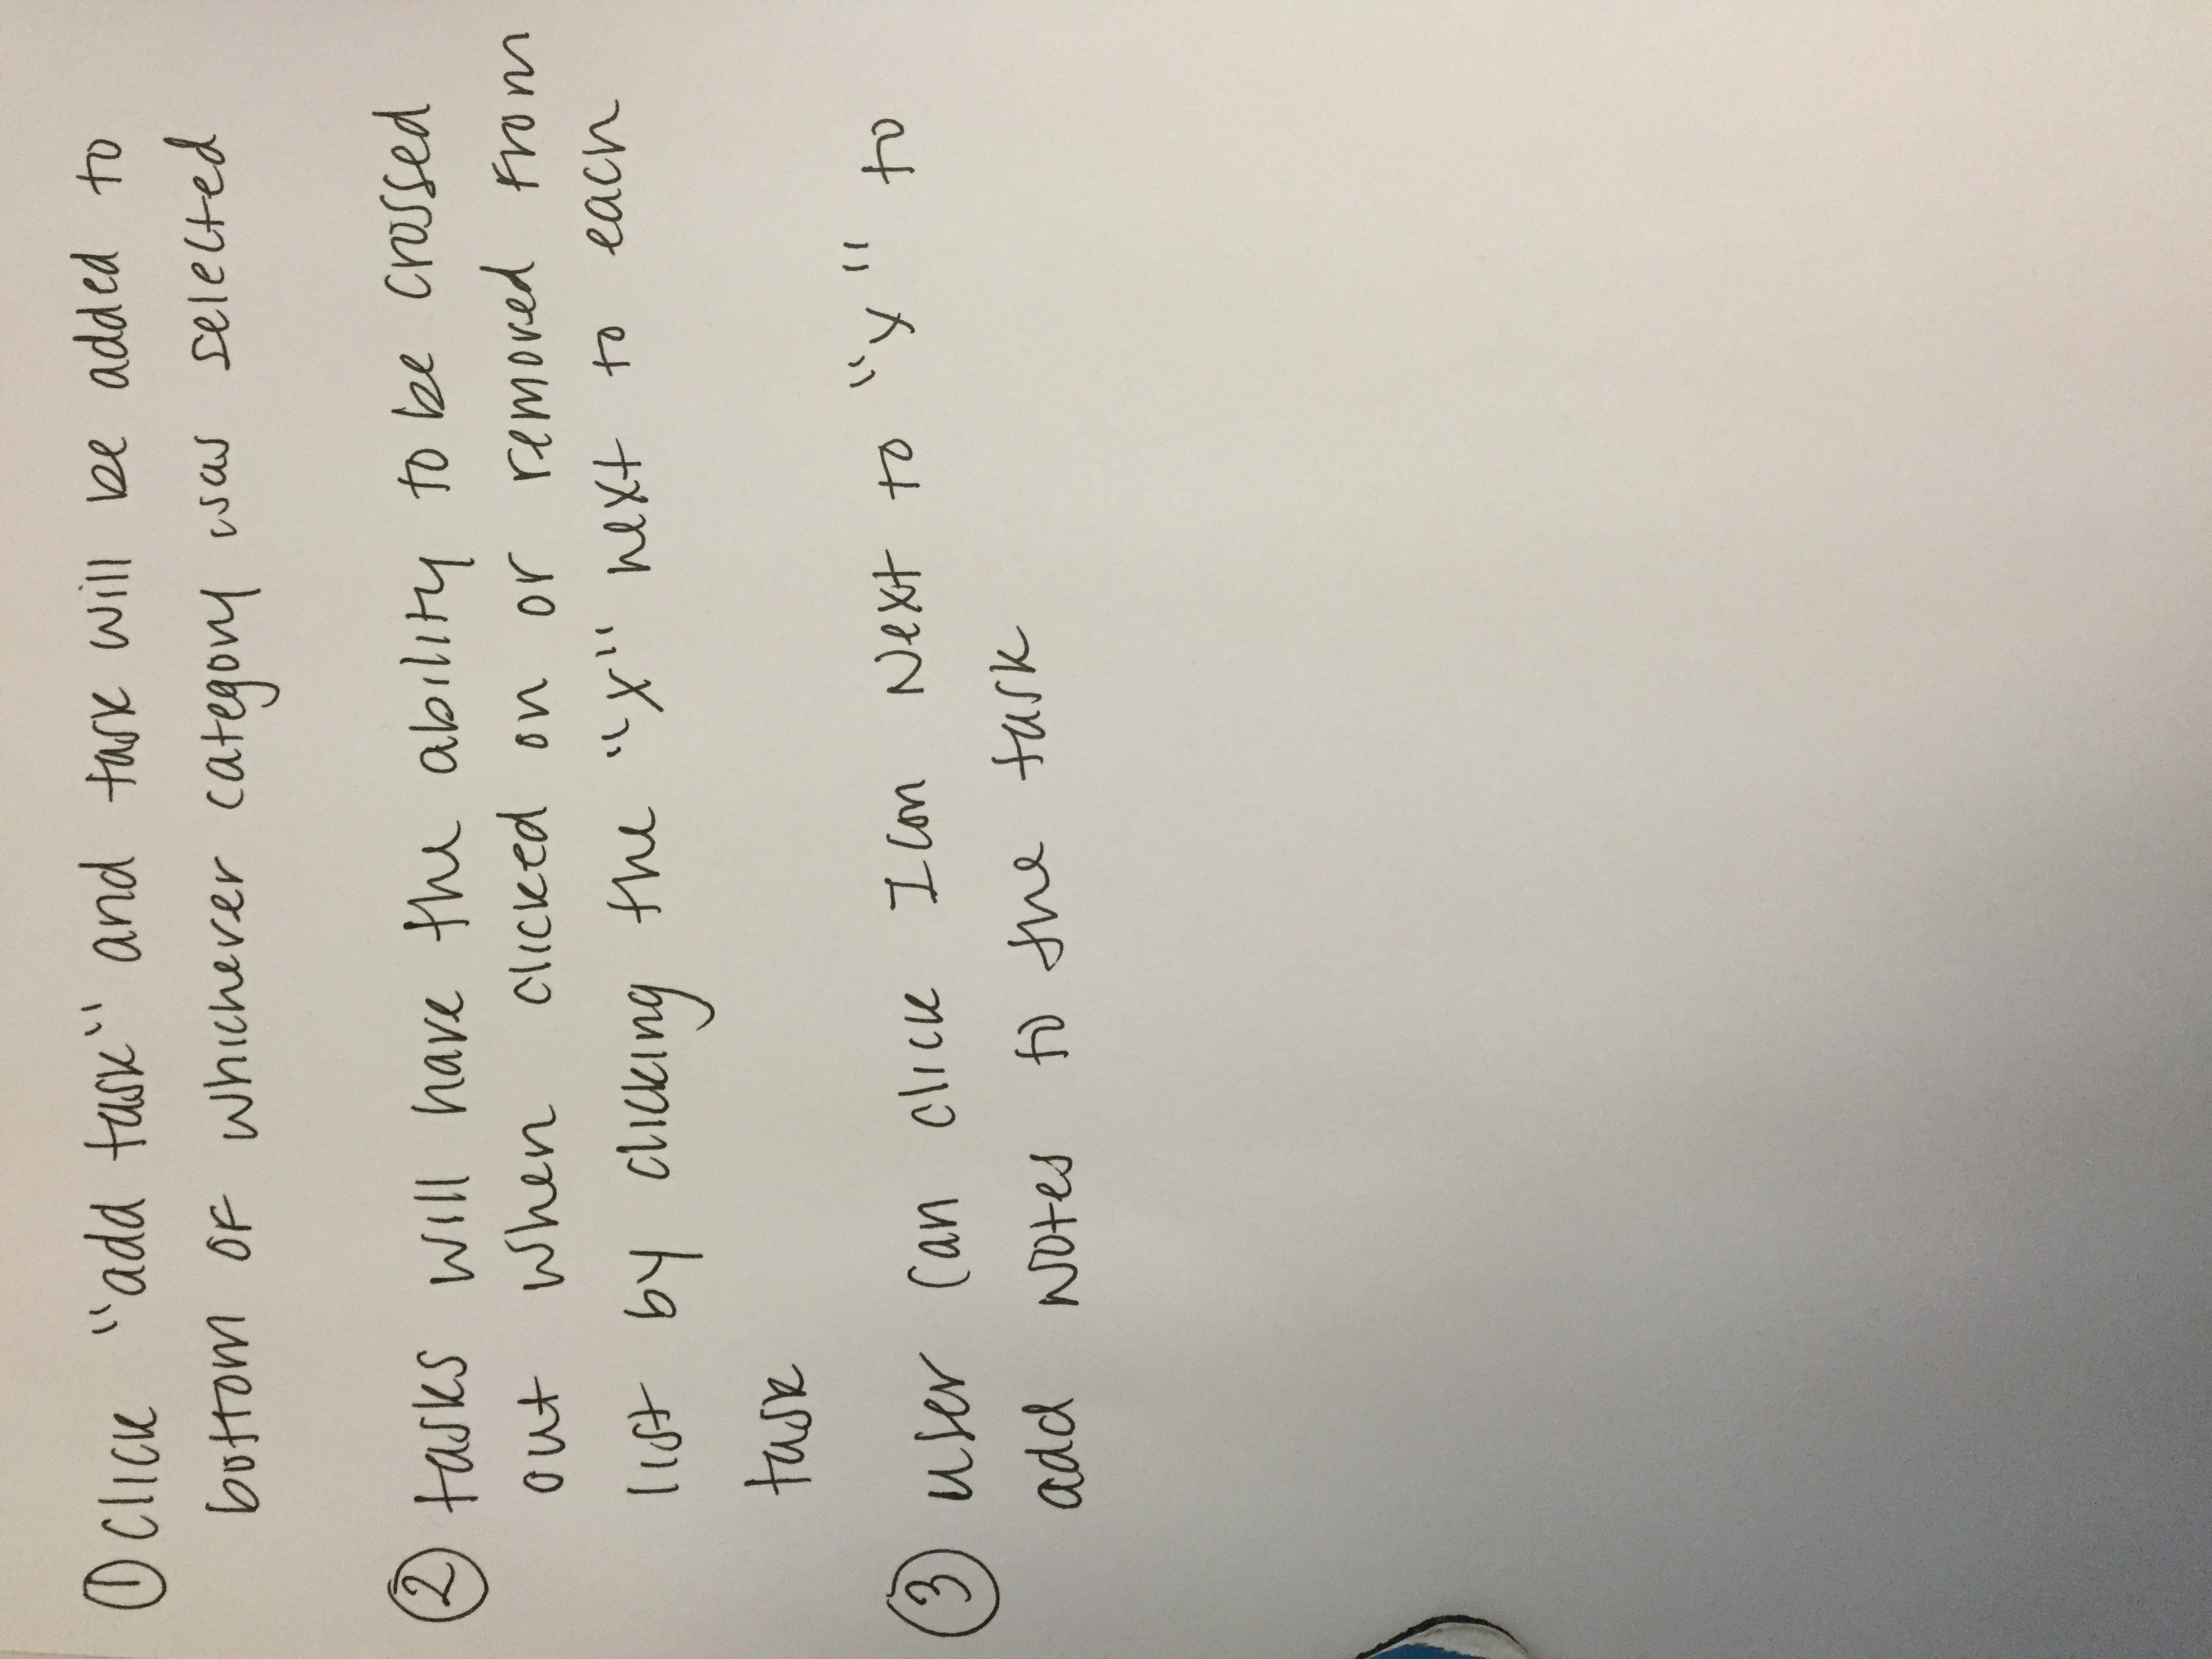 ① Click "add task" and task will be added to
bottom of whichever category was selected
② tasks will have the ability to be crossed
out when clicked on or removed from
list by clicking the "x" next to each
task
③ user can click Icon Next to "x" to
add Notes to the task